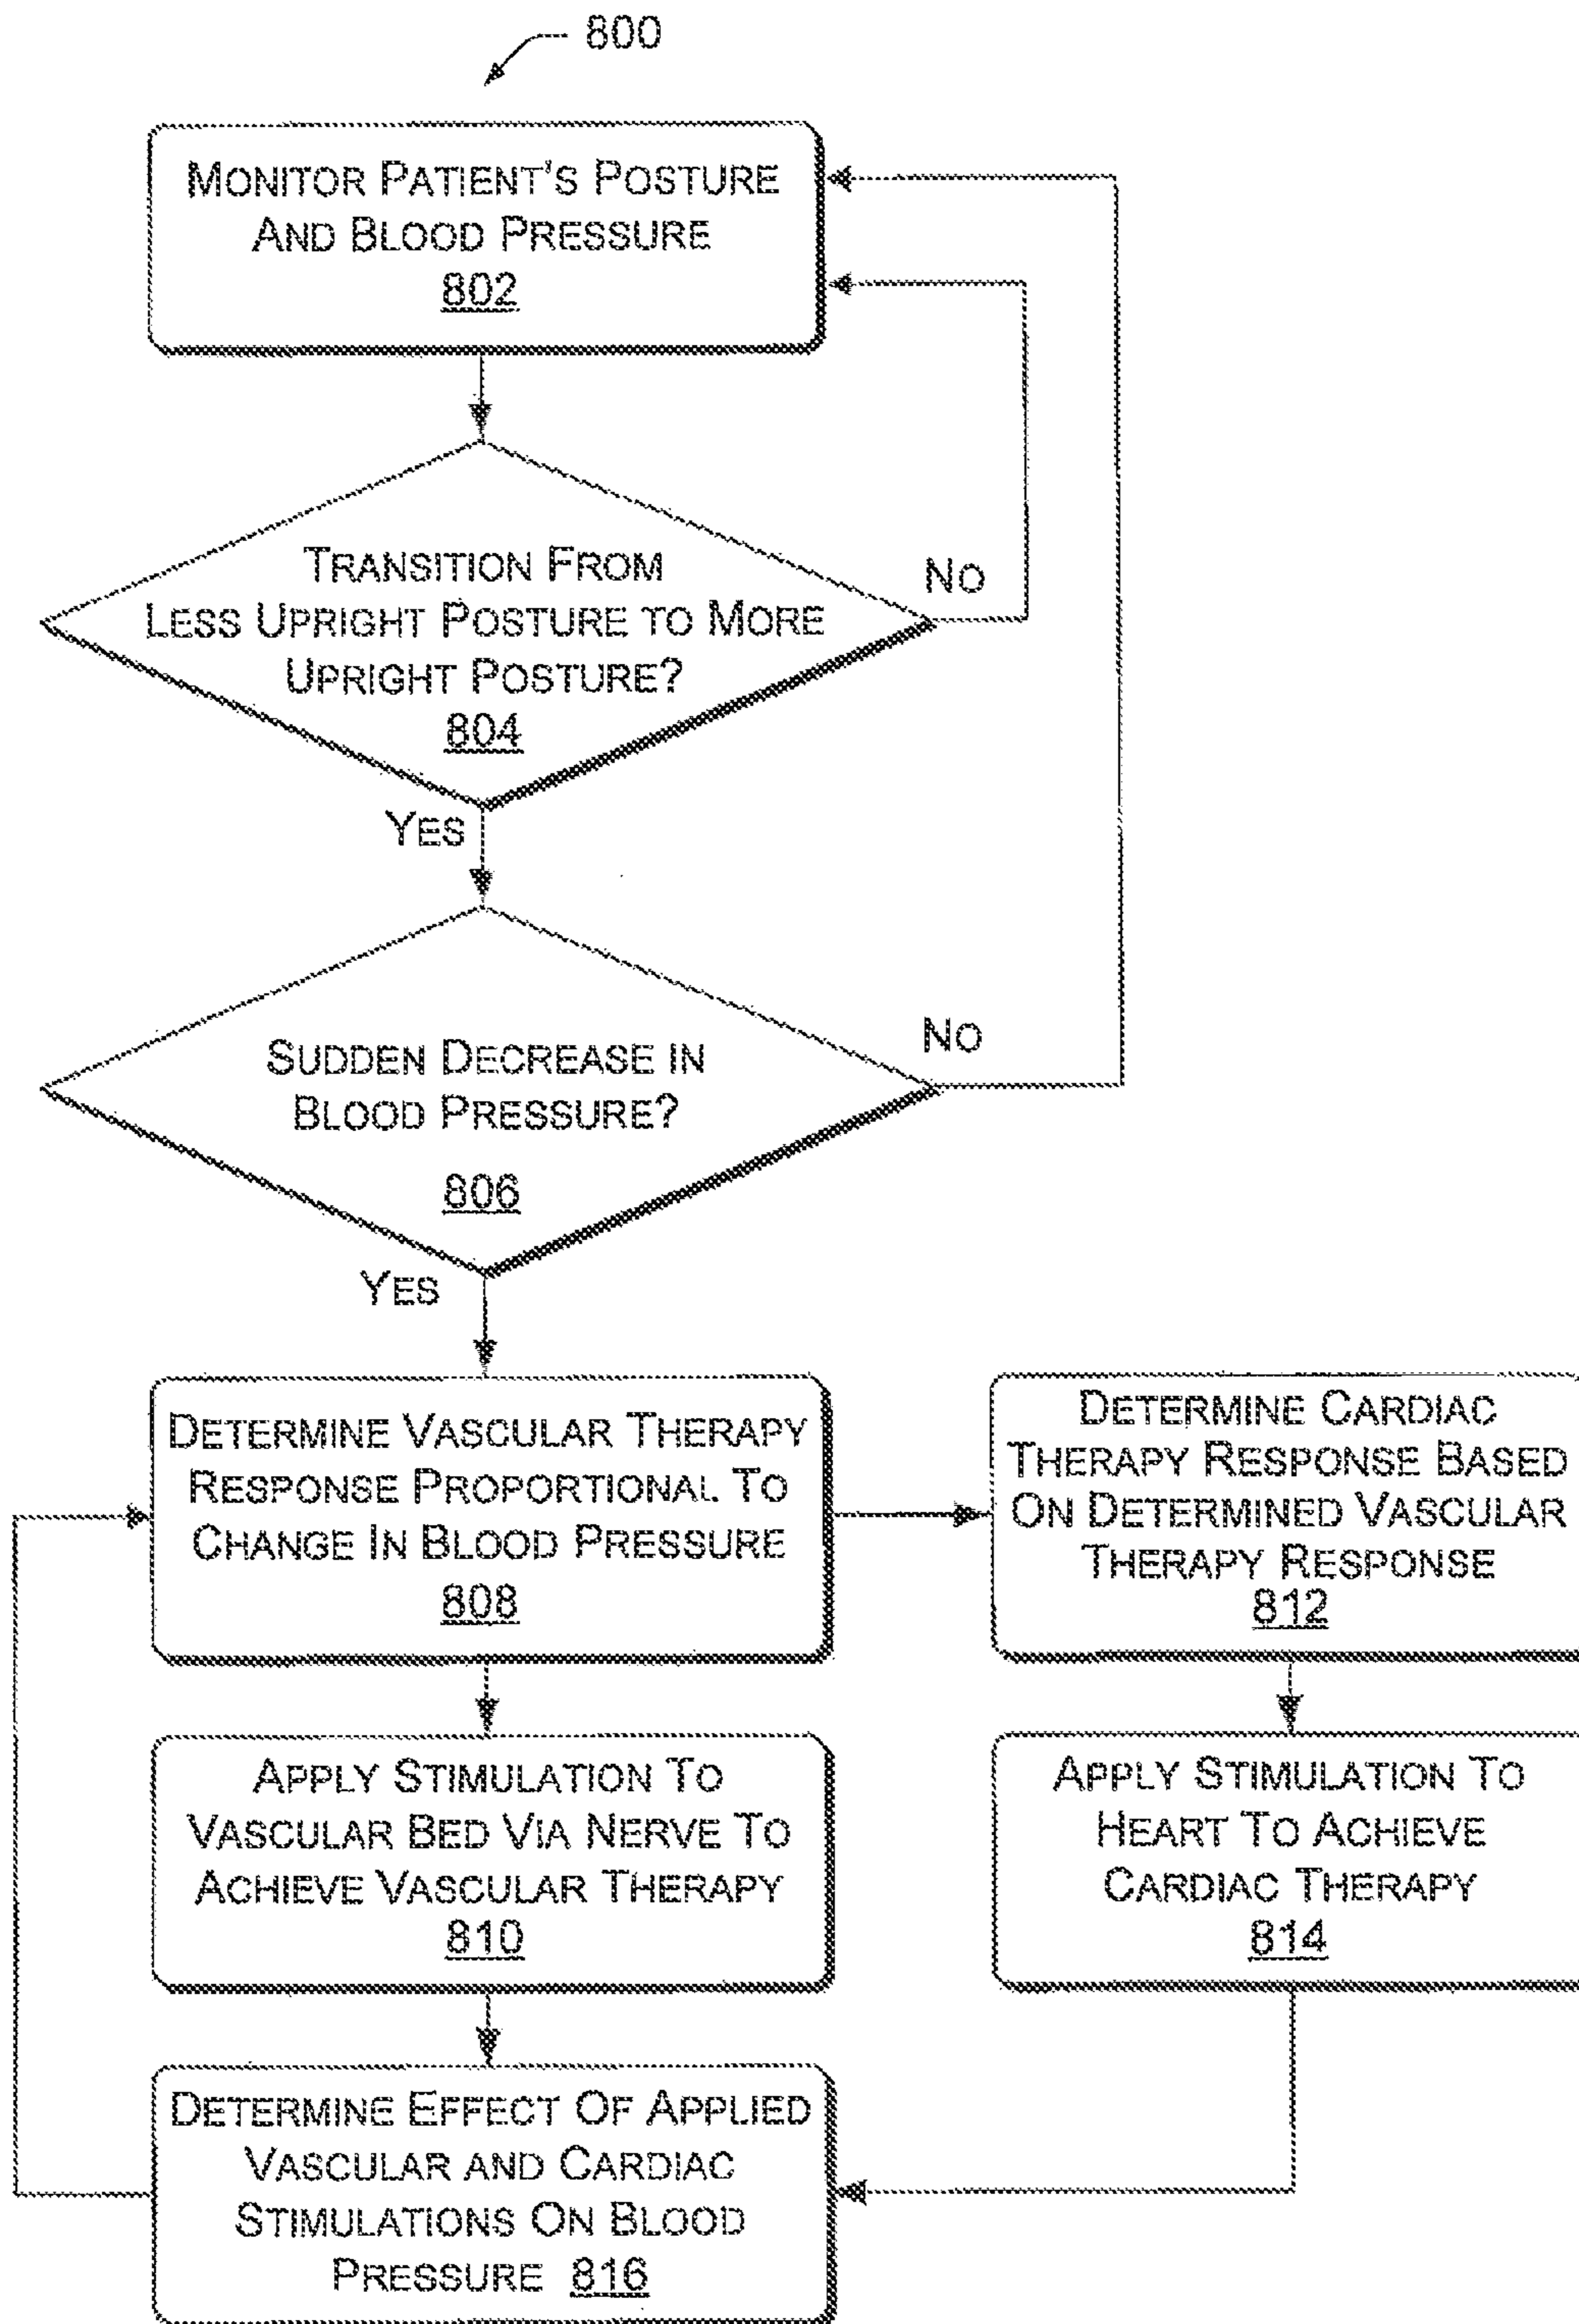 800
MONITOR PATIENT'S POSTURE
AND BLOOD PRESSURE
802
TRANSITION FROM
LESS UPRIGHT POSTURE TO MORE
UPRIGHT POSTURE?
804
NO
YES
SUDDEN DECREASE IN
BLOOD PRESSURE?
806
NO
YES
DETERMINE VASCULAR THERAPY
RESPONSE PROPORTIONAL TO
CHANGE IN BLOOD PRESSURE
808
DETERMINE CARDIAC
THERAPY RESPONSE BASED
ON DETERMINED VASCULAR
THERAPY RESPONSE
812
APPLY STIMULATION TO
VASCULAR BED VIA NERVE TO
ACHIEVE VASCULAR THERAPY
810
APPLY STIMULATION TO
HEART TO ACHIEVE
CARDIAC THERAPY
814
DETERMINE EFFECT OF APPLIED
VASCULAR AND CARDIAC
STIMULATIONS ON BLOOD
PRESSURE 816